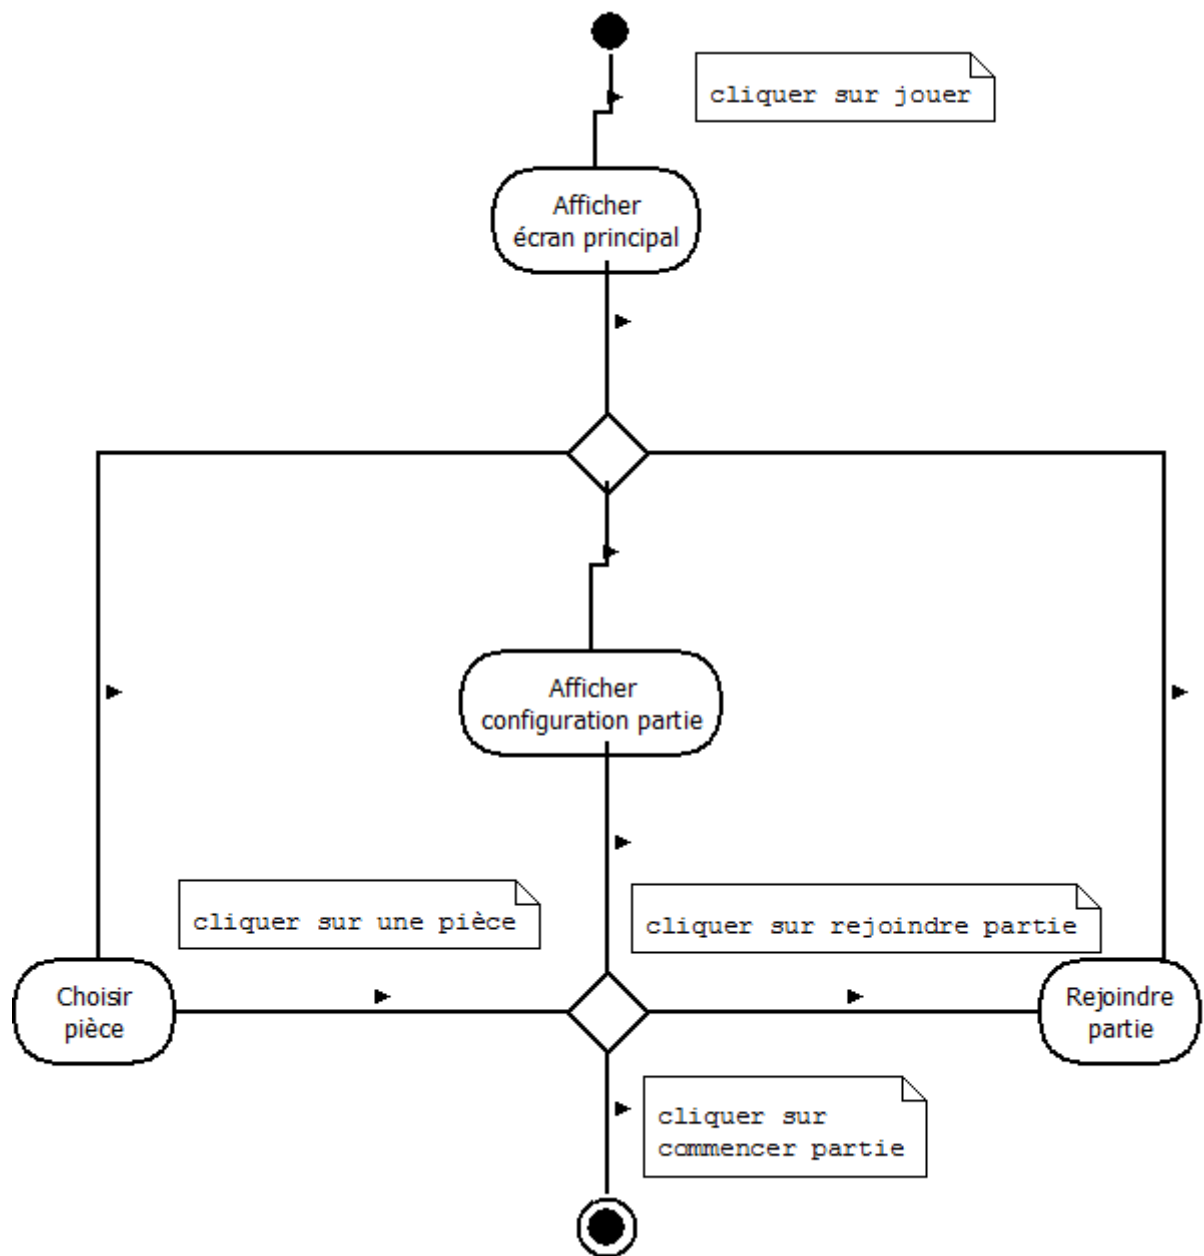 cliquer sur jouer
Afficher
écran principal
Afficher
configuration partie
cliquer sur une pièce
cliquer sur rejoindre partie
Choisir
pièce
Rejoindre
partie
cliquer sur
commencer partie